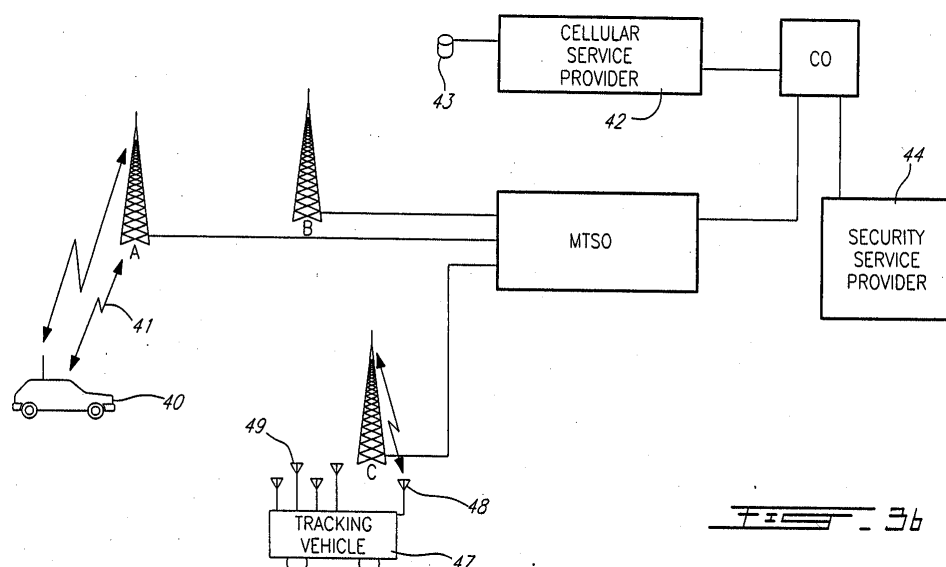 CELLULAR
SERVICE
PROVIDER
CO
43
42
44
A
B
MTSO
SECURITY
SERVICE
PROVIDER
41
40
49
C
48
TRACKING
VEHICLE
47
Fig. - 3b